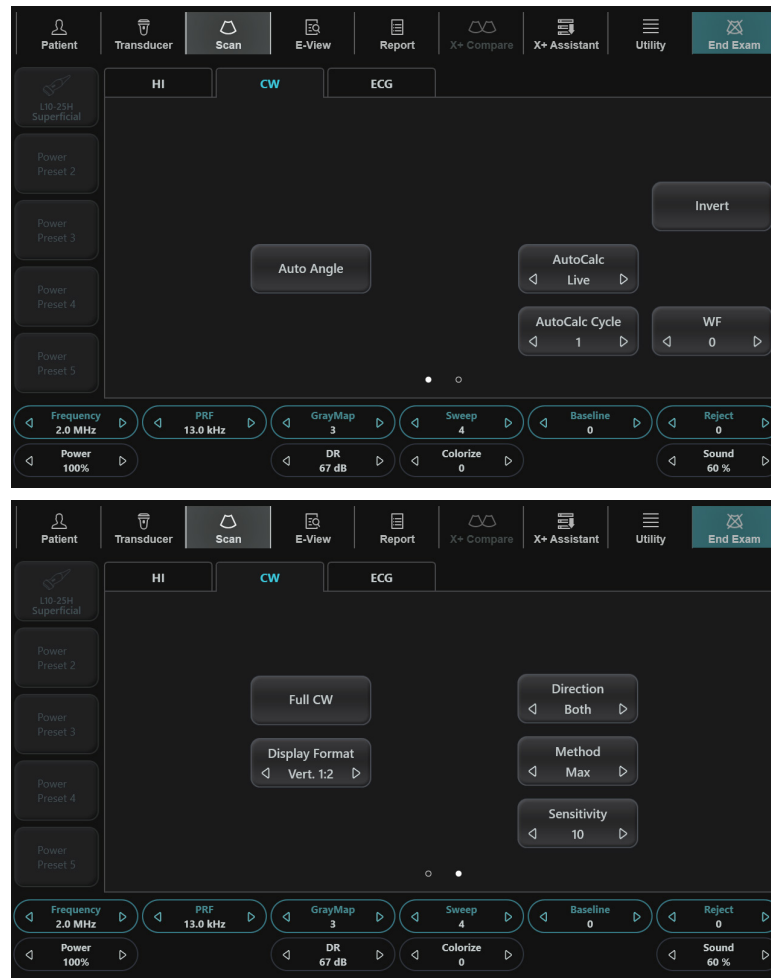 Patient
Transducer
Scan
E-View
Report
X+ Compare
X+ Assistant
Utility
End Exam
L10-25H
Superficial
Power
Preset 2
Power
Preset 3
Power
Preset 4
Power
Preset 5
HI
CW
ECG
Invert
Auto Angle
AutoCalc
Live
AutoCalc Cycle
1
WF
0
Frequency
2.0 MHz
PRF
13.0 kHz
GrayMap
3
Sweep
4
Baseline
0
Reject
0
Power
100%
DR
67 dB
Colorize
0
Sound
60 %
Patient
Transducer
Scan
E-View
Report
X+ Compare
X+ Assistant
Utility
End Exam
L10-25H
Superficial
Power
Preset 2
Power
Preset 3
Power
Preset 4
Power
Preset 5
HI
CW
ECG
Full CW
Direction
Both
Display Format
Vert. 1:2
Method
Max
Sensitivity
10
Frequency
2.0 MHz
PRF
13.0 kHz
GrayMap
3
Sweep
4
Baseline
0
Reject
0
Power
100%
DR
67 dB
Colorize
0
Sound
60 %